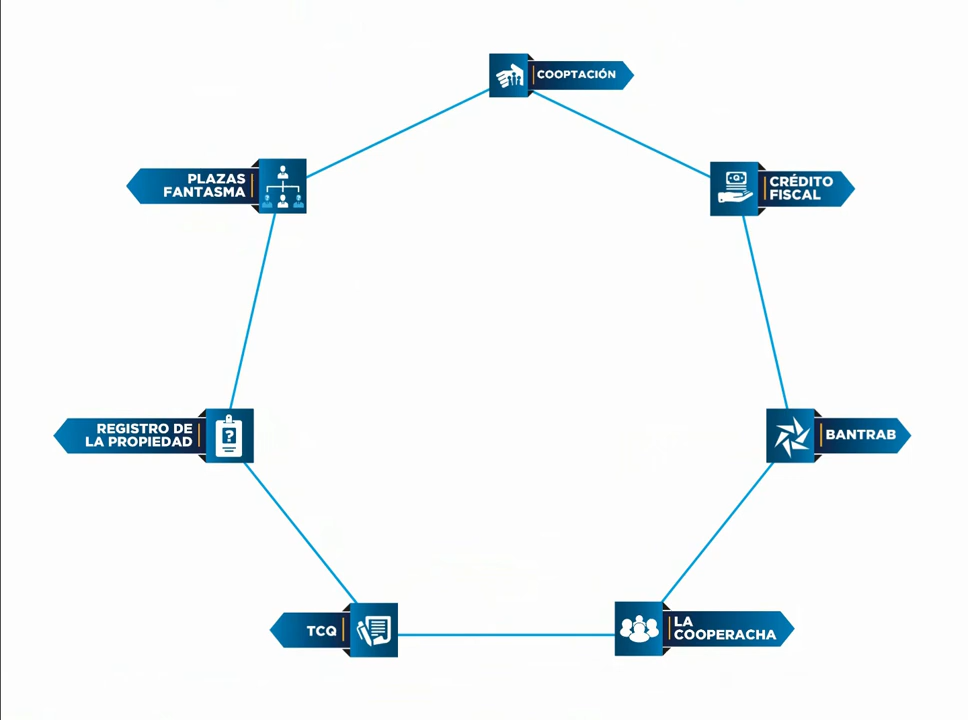 COOPTACIÓN
PLAZAS
FANTASMA
CRÉDITO
FISCAL
REGISTRO DE
LA PROPIEDAD
?
BANTRAB
TCQ
LA
COOPERACHA